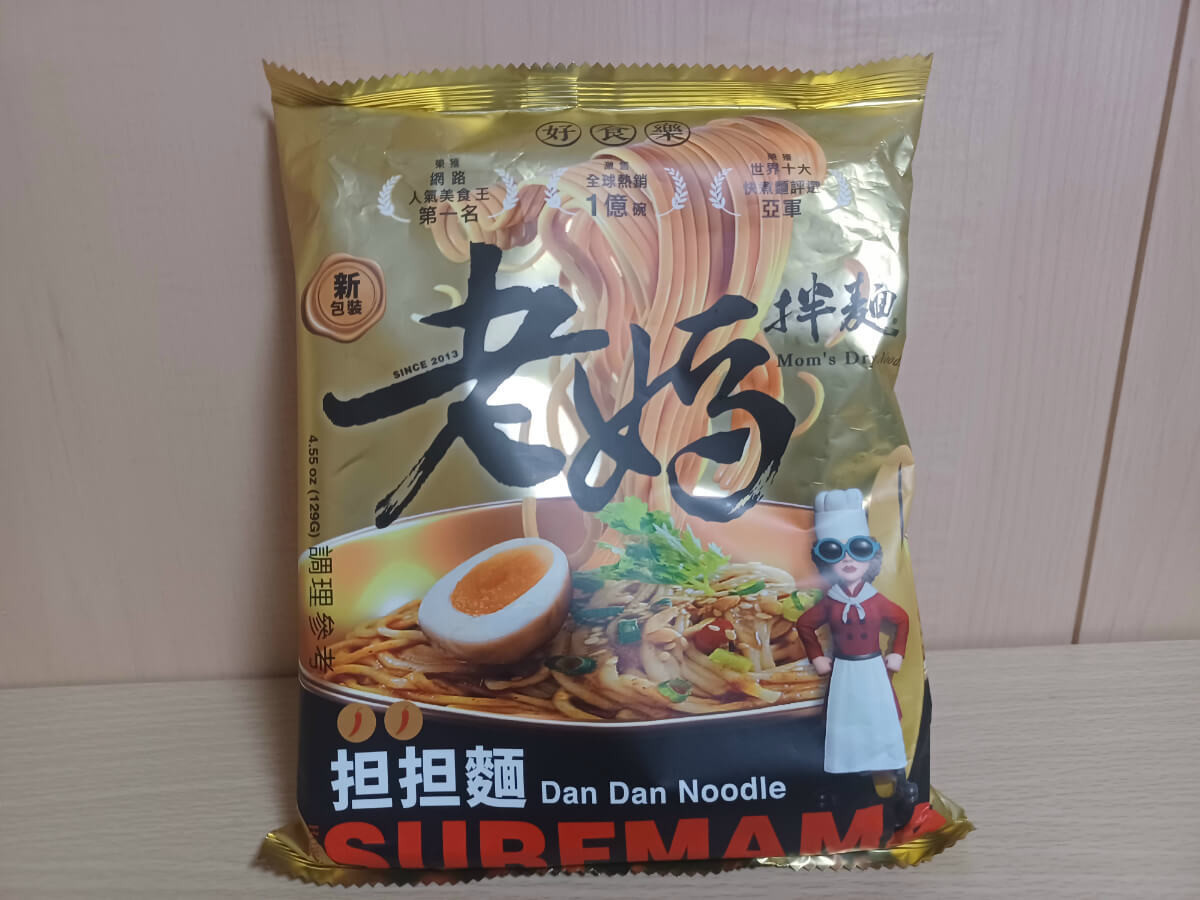 好食樂
榮獲
網路
人氣美食王
第一名
全球熱銷
1億碗
榮獲
世界十大
快煮麵評選
亞軍
新
包裝
老媽
拌麵
SINCE 2013
Mom's Dry
4.55 oz (129G) 調理參考
担担麵 Dan Dan Noodle